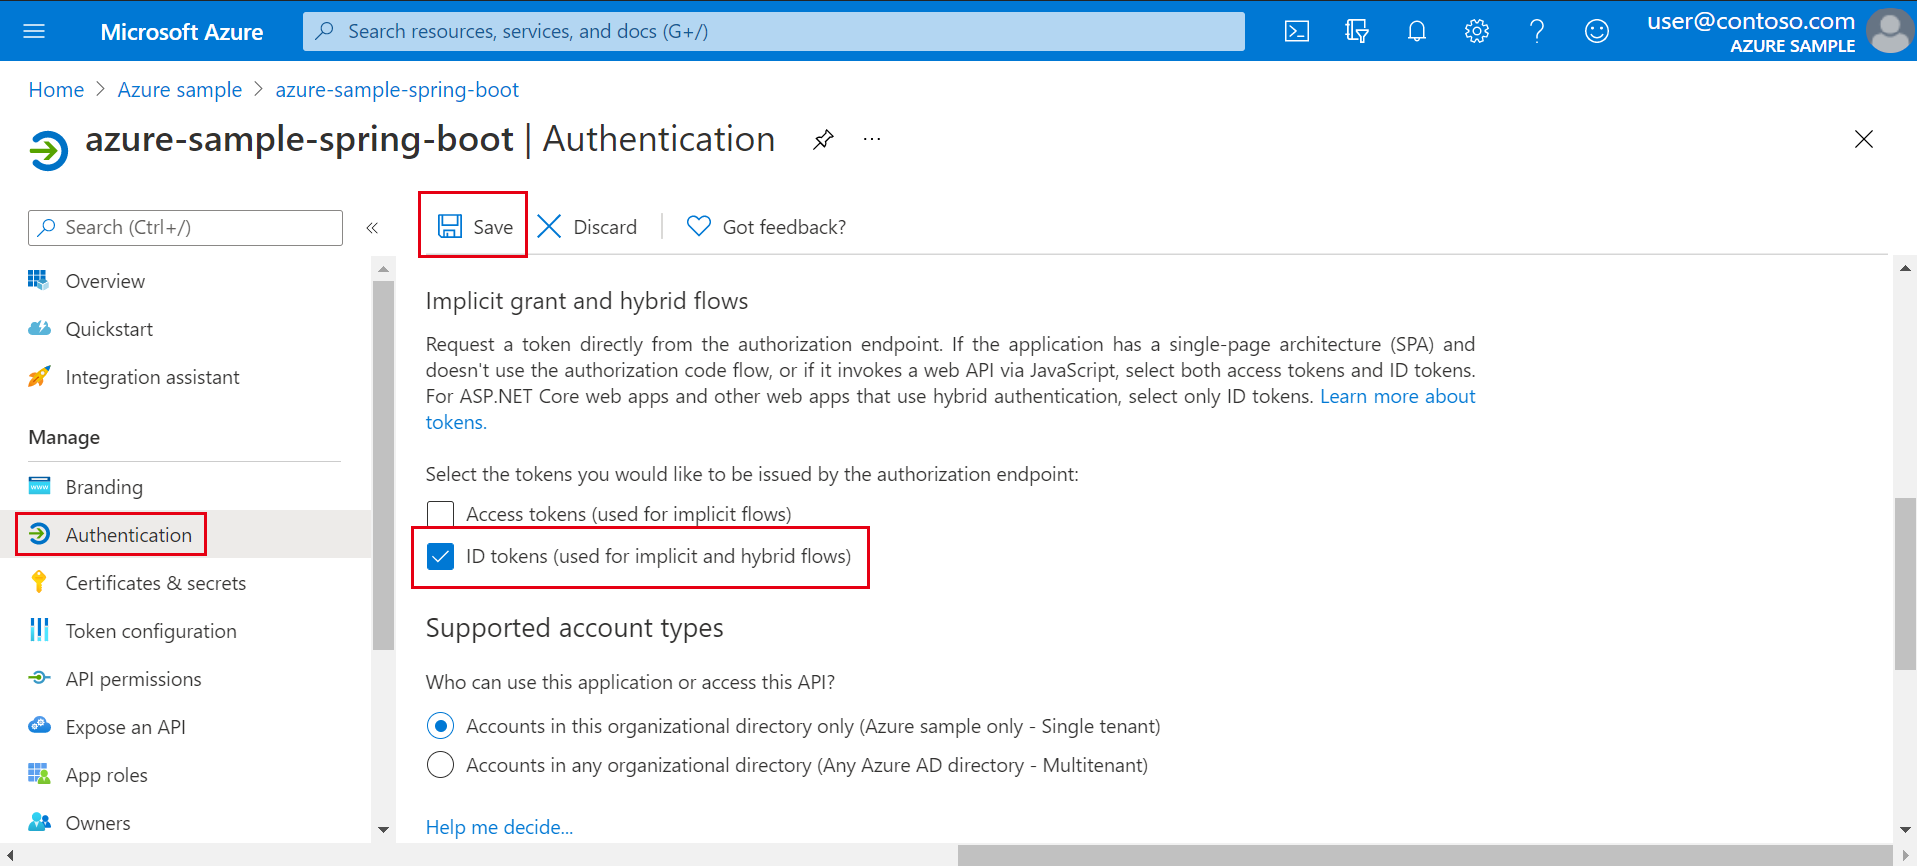 Microsoft Azure
Search resources, services, and docs (G+/)
user@contoso.com
AZURE SAMPLE
Home > Azure sample > azure-sample-spring-boot
azure-sample-spring-boot | Authentication
Search (Ctrl+/)
Save
Discard
Got feedback?
Overview
Quickstart
Integration assistant
Manage
Branding
www
Authentication
Certificates & secrets
Token configuration
API permissions
Expose an API
App roles
Owners
Implicit grant and hybrid flows
Request a token directly from the authorization endpoint. If the application has a single-page architecture (SPA) and
doesn't use the authorization code flow, or if it invokes a web API via JavaScript, select both access tokens and ID tokens.
For ASP.NET Core web apps and other web apps that use hybrid authentication, select only ID tokens. Learn more about
tokens.
Select the tokens you would like to be issued by the authorization endpoint:
Access tokens (used for implicit flows)
ID tokens (used for implicit and hybrid flows)
Supported account types
Who can use this application or access this API?
Accounts in this organizational directory only (Azure sample only - Single tenant)
Accounts in any organizational directory (Any Azure AD directory - Multitenant)
Help me decide...